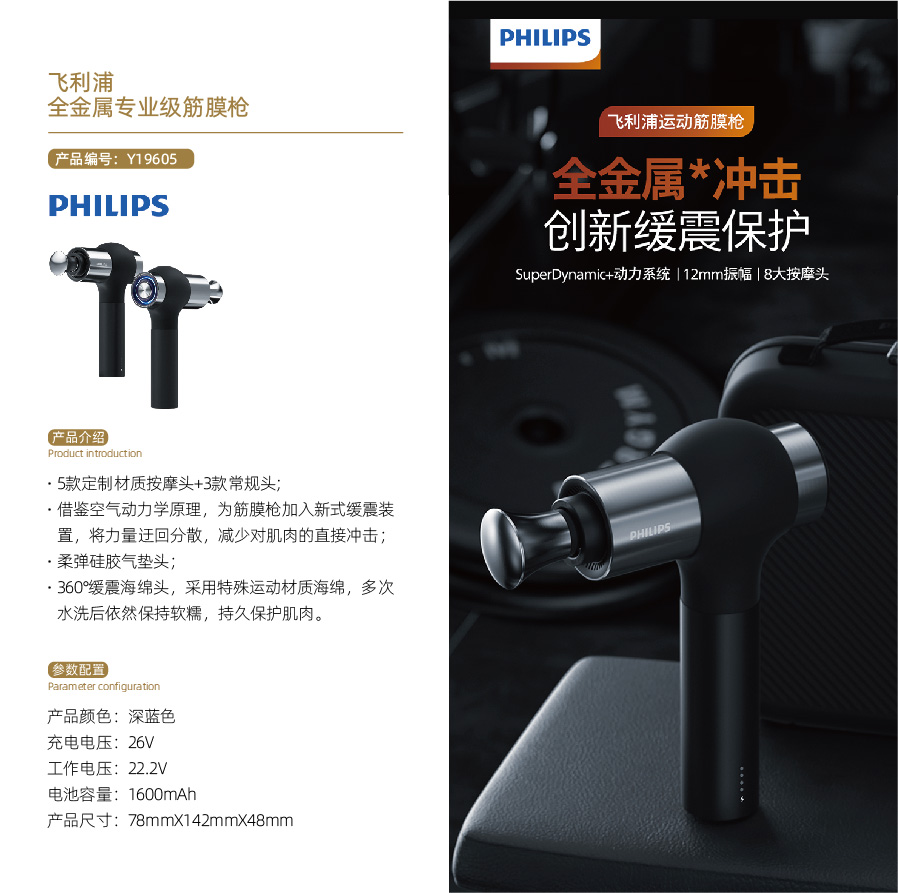 飞利浦
全金属专业级筋膜枪
产品编号：Y19605
PHILIPS
产品介绍
Product introduction
· 5款定制材质按摩头+3款常规头；
· 借鉴空气动力学原理，为筋膜枪加入新式缓震装
置，将力量迂回分散，减少对肌肉的直接冲击；
· 柔弹硅胶气垫头；
· 360°缓震海绵头，采用特殊运动材质海绵，多次
水洗后依然保持软糯，持久保护肌肉。
参数配置
Parameter configuration
产品颜色：深蓝色
充电电压：26V
工作电压：22.2V
电池容量：1600mAh
产品尺寸：78mmX142mmX48mm
PHILIPS
飞利浦运动筋膜枪
全金属*冲击
创新缓震保护
SuperDynamic+动力系统 | 12mm振幅 | 8大按摩头
PHILIPS